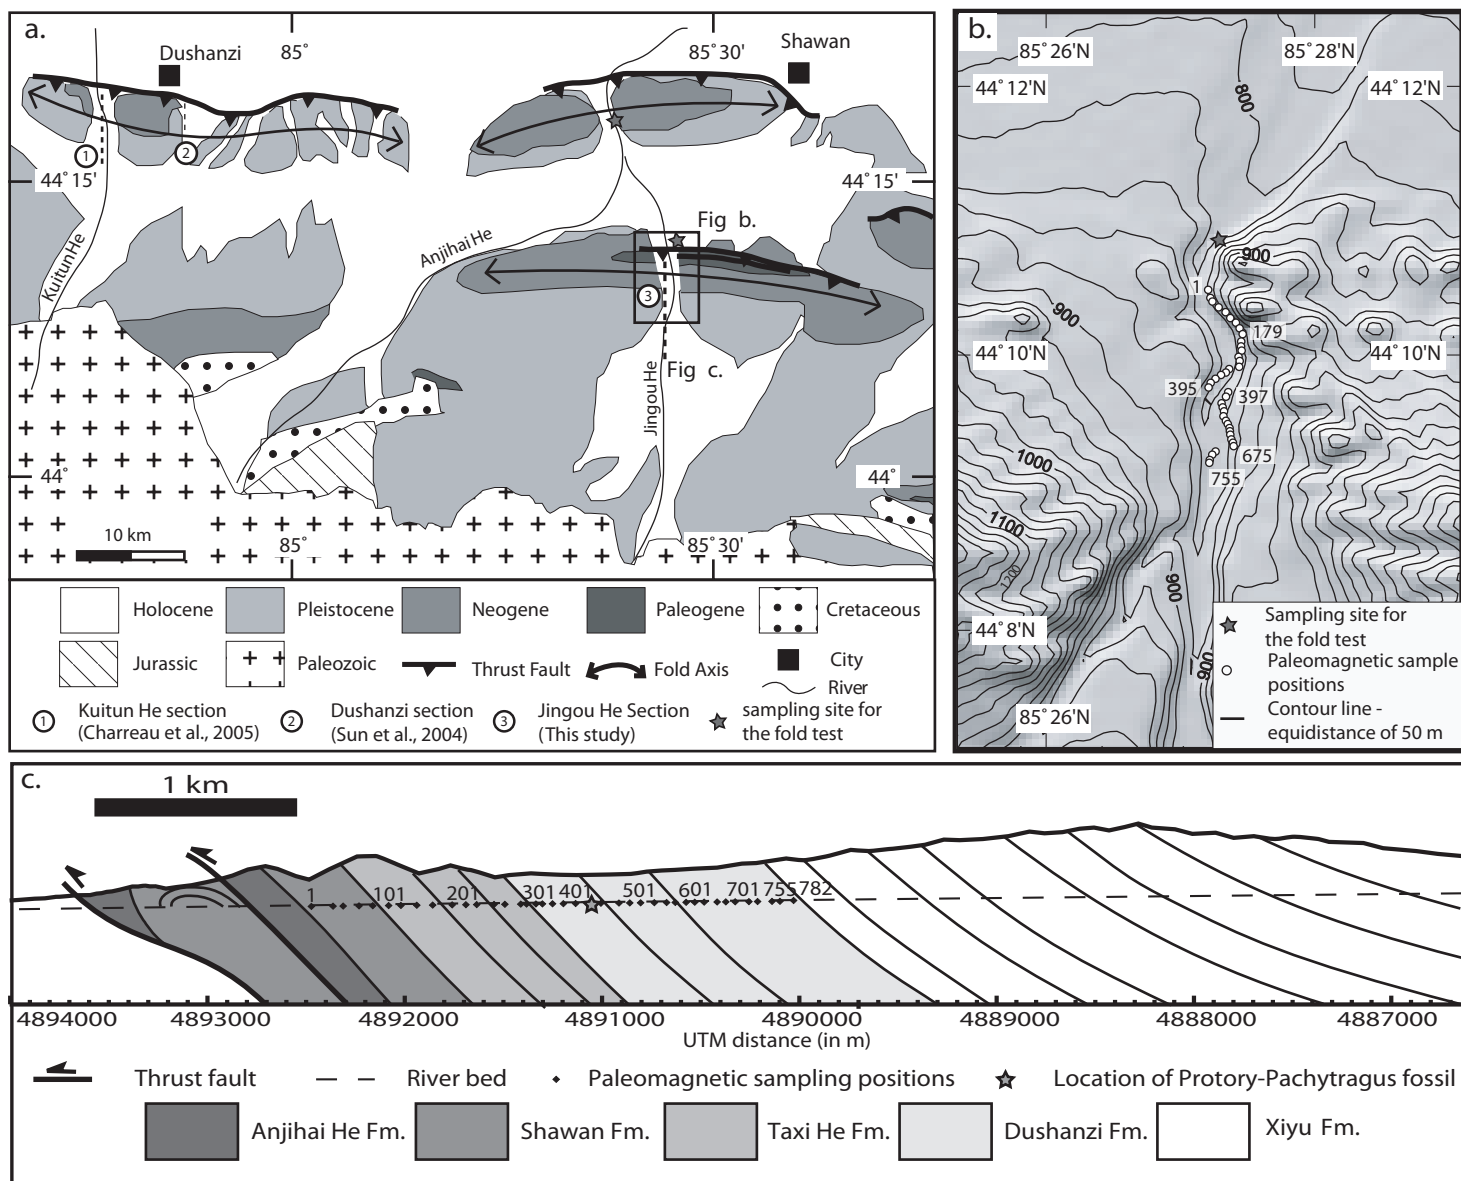 a.
Dushanzi
85°
85° 30'
Shawan
1
2
44° 15'
44° 15'
Kuitun He
Anjihai He
Fig b.
3
Fig c.
Jingou He
44°
44°
10 km
85°
85° 30'
Holocene
Pleistocene
Neogene
Paleogene
Cretaceous
Jurassic
Paleozoic
Thrust Fault
Fold Axis
City
River
1 Kuitun He section
(Charreau et al., 2005)
2 Dushanzi section
(Sun et al., 2004)
3 Jingou He Section
(This study)
sampling site for
the fold test
b.
85° 26'N
85° 28'N
44° 12'N
44° 12'N
800
900
1
900
179
44° 10'N
44° 10'N
395
397
675
755
1000
1100
1200
900
44° 8'N
900
85° 26'N
Sampling site for
the fold test
Paleomagnetic sample
positions
Contour line -
equidistance of 50 m
c.
1 km
1
101
201
301
401
501
601
701
755
782
4894000
4893000
4892000
4891000
4890000
4889000
4888000
4887000
UTM distance (in m)
Thrust fault
River bed
Paleomagnetic sampling positions
Location of Protory-Pachytragus fossil
Anjihai He Fm.
Shawan Fm.
Taxi He Fm.
Dushanzi Fm.
Xiyu Fm.